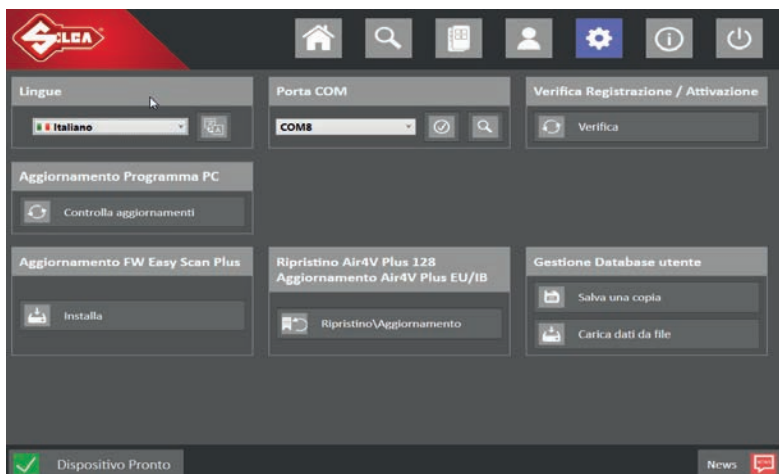 SILCA
Lingue
Porta COM
Verifica Registrazione / Attivazione
Italiano
COM8
Verifica
Aggiornamento Programma PC
Controlla aggiornamenti
Aggiornamento FW Easy Scan Plus
Ripristino Air4V Plus 128
Aggiornamento Air4V Plus EU/IB
Gestione Database utente
Installa
Ripristino\Aggiornamento
Salva una copia
Carica dati da file
Dispositivo Pronto
News